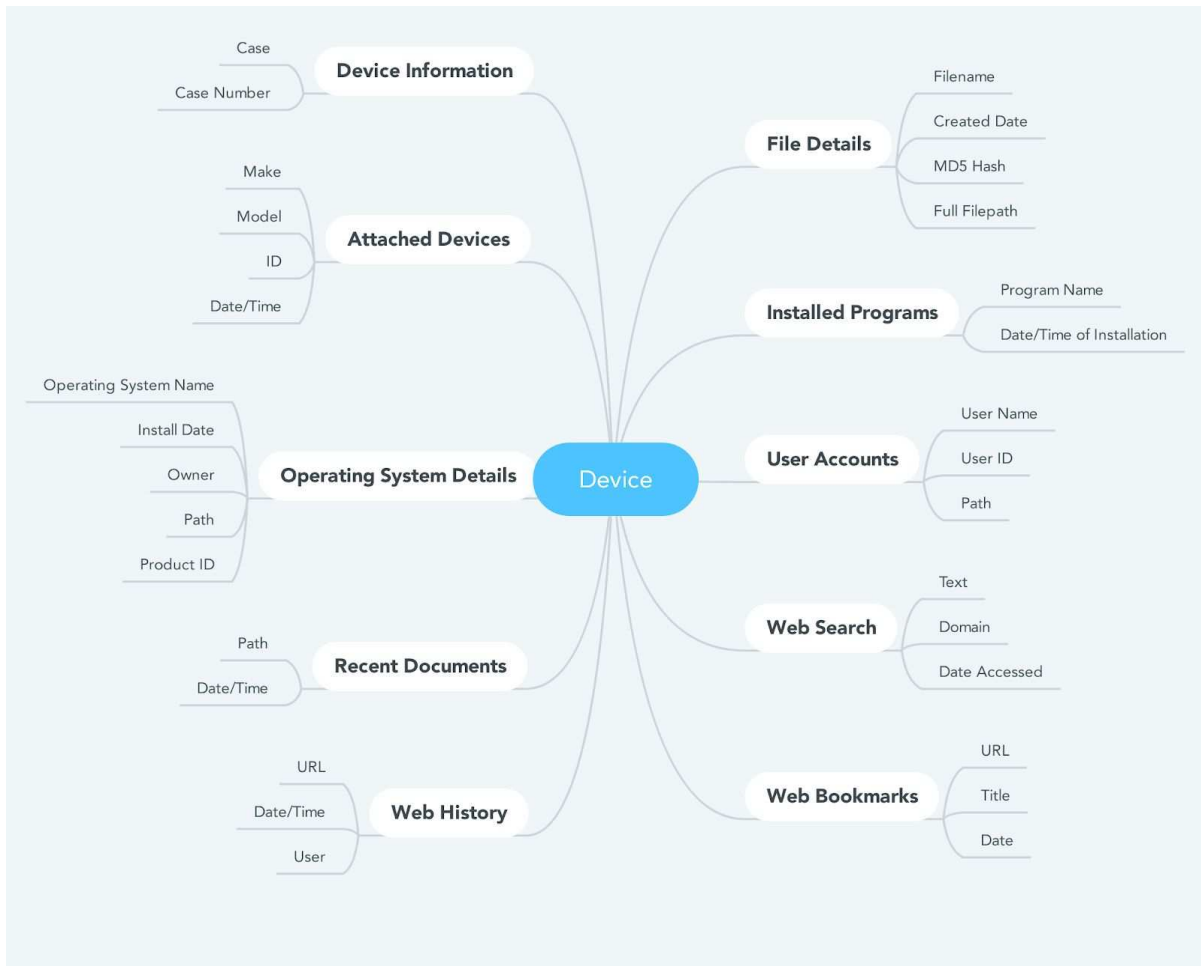 Device
Device Information
Case
Case Number
Attached Devices
Make
Model
ID
Date/Time
Operating System Details
Operating System Name
Install Date
Owner
Path
Product ID
Recent Documents
Path
Date/Time
Web History
URL
Date/Time
User
File Details
Filename
Created Date
MD5 Hash
Full Filepath
Installed Programs
Program Name
Date/Time of Installation
User Accounts
User Name
User ID
Path
Web Search
Text
Domain
Date Accessed
Web Bookmarks
URL
Title
Date